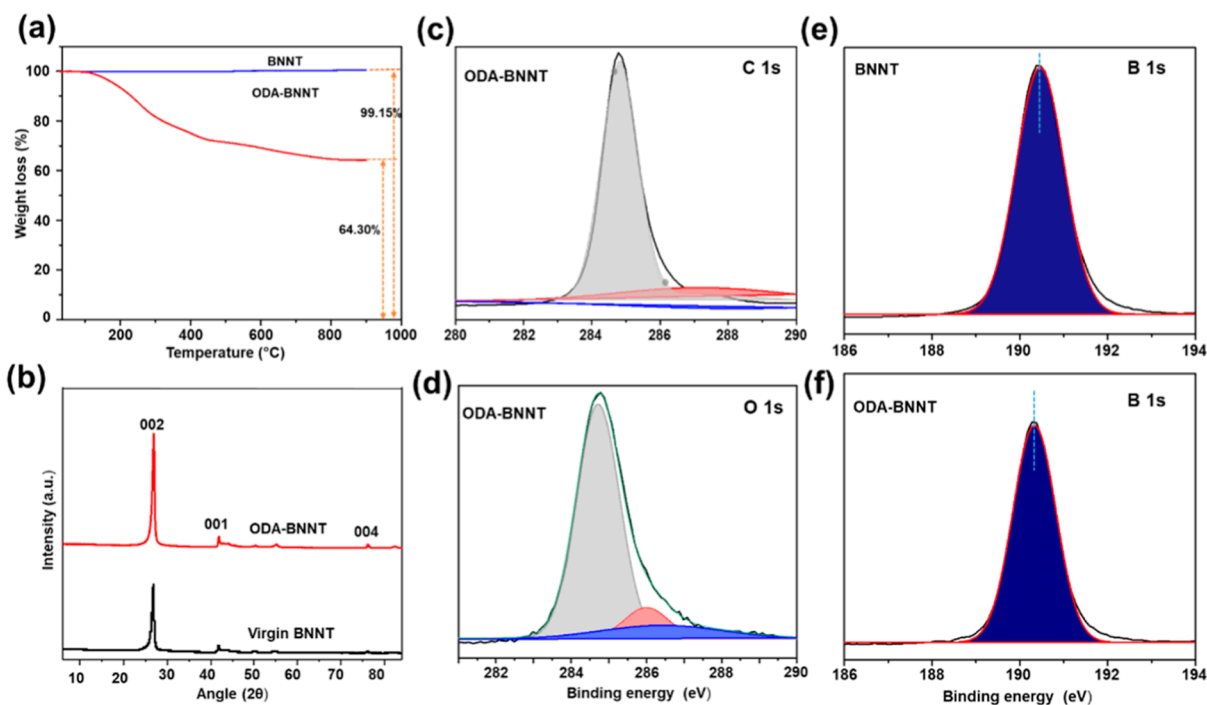 (a)
BNNT
ODA-BNNT
99.15%
64.30%
Weight loss (%)
100
80
60
40
20
0
200 400 600 800 1000
Temperature (°C)
(b)
002
001
004
ODA-BNNT
Virgin BNNT
Intensity (a.u.)
10 20 30 40 50 60 70 80
Angle (2θ)
(c)
ODA-BNNT
C 1s
280 282 284 286 288 290
(d)
ODA-BNNT
O 1s
282 284 286 288 290
Binding energy (eV)
(e)
BNNT
B 1s
186 188 190 192 194
(f)
ODA-BNNT
B 1s
186 188 190 192 194
Binding energy (eV)